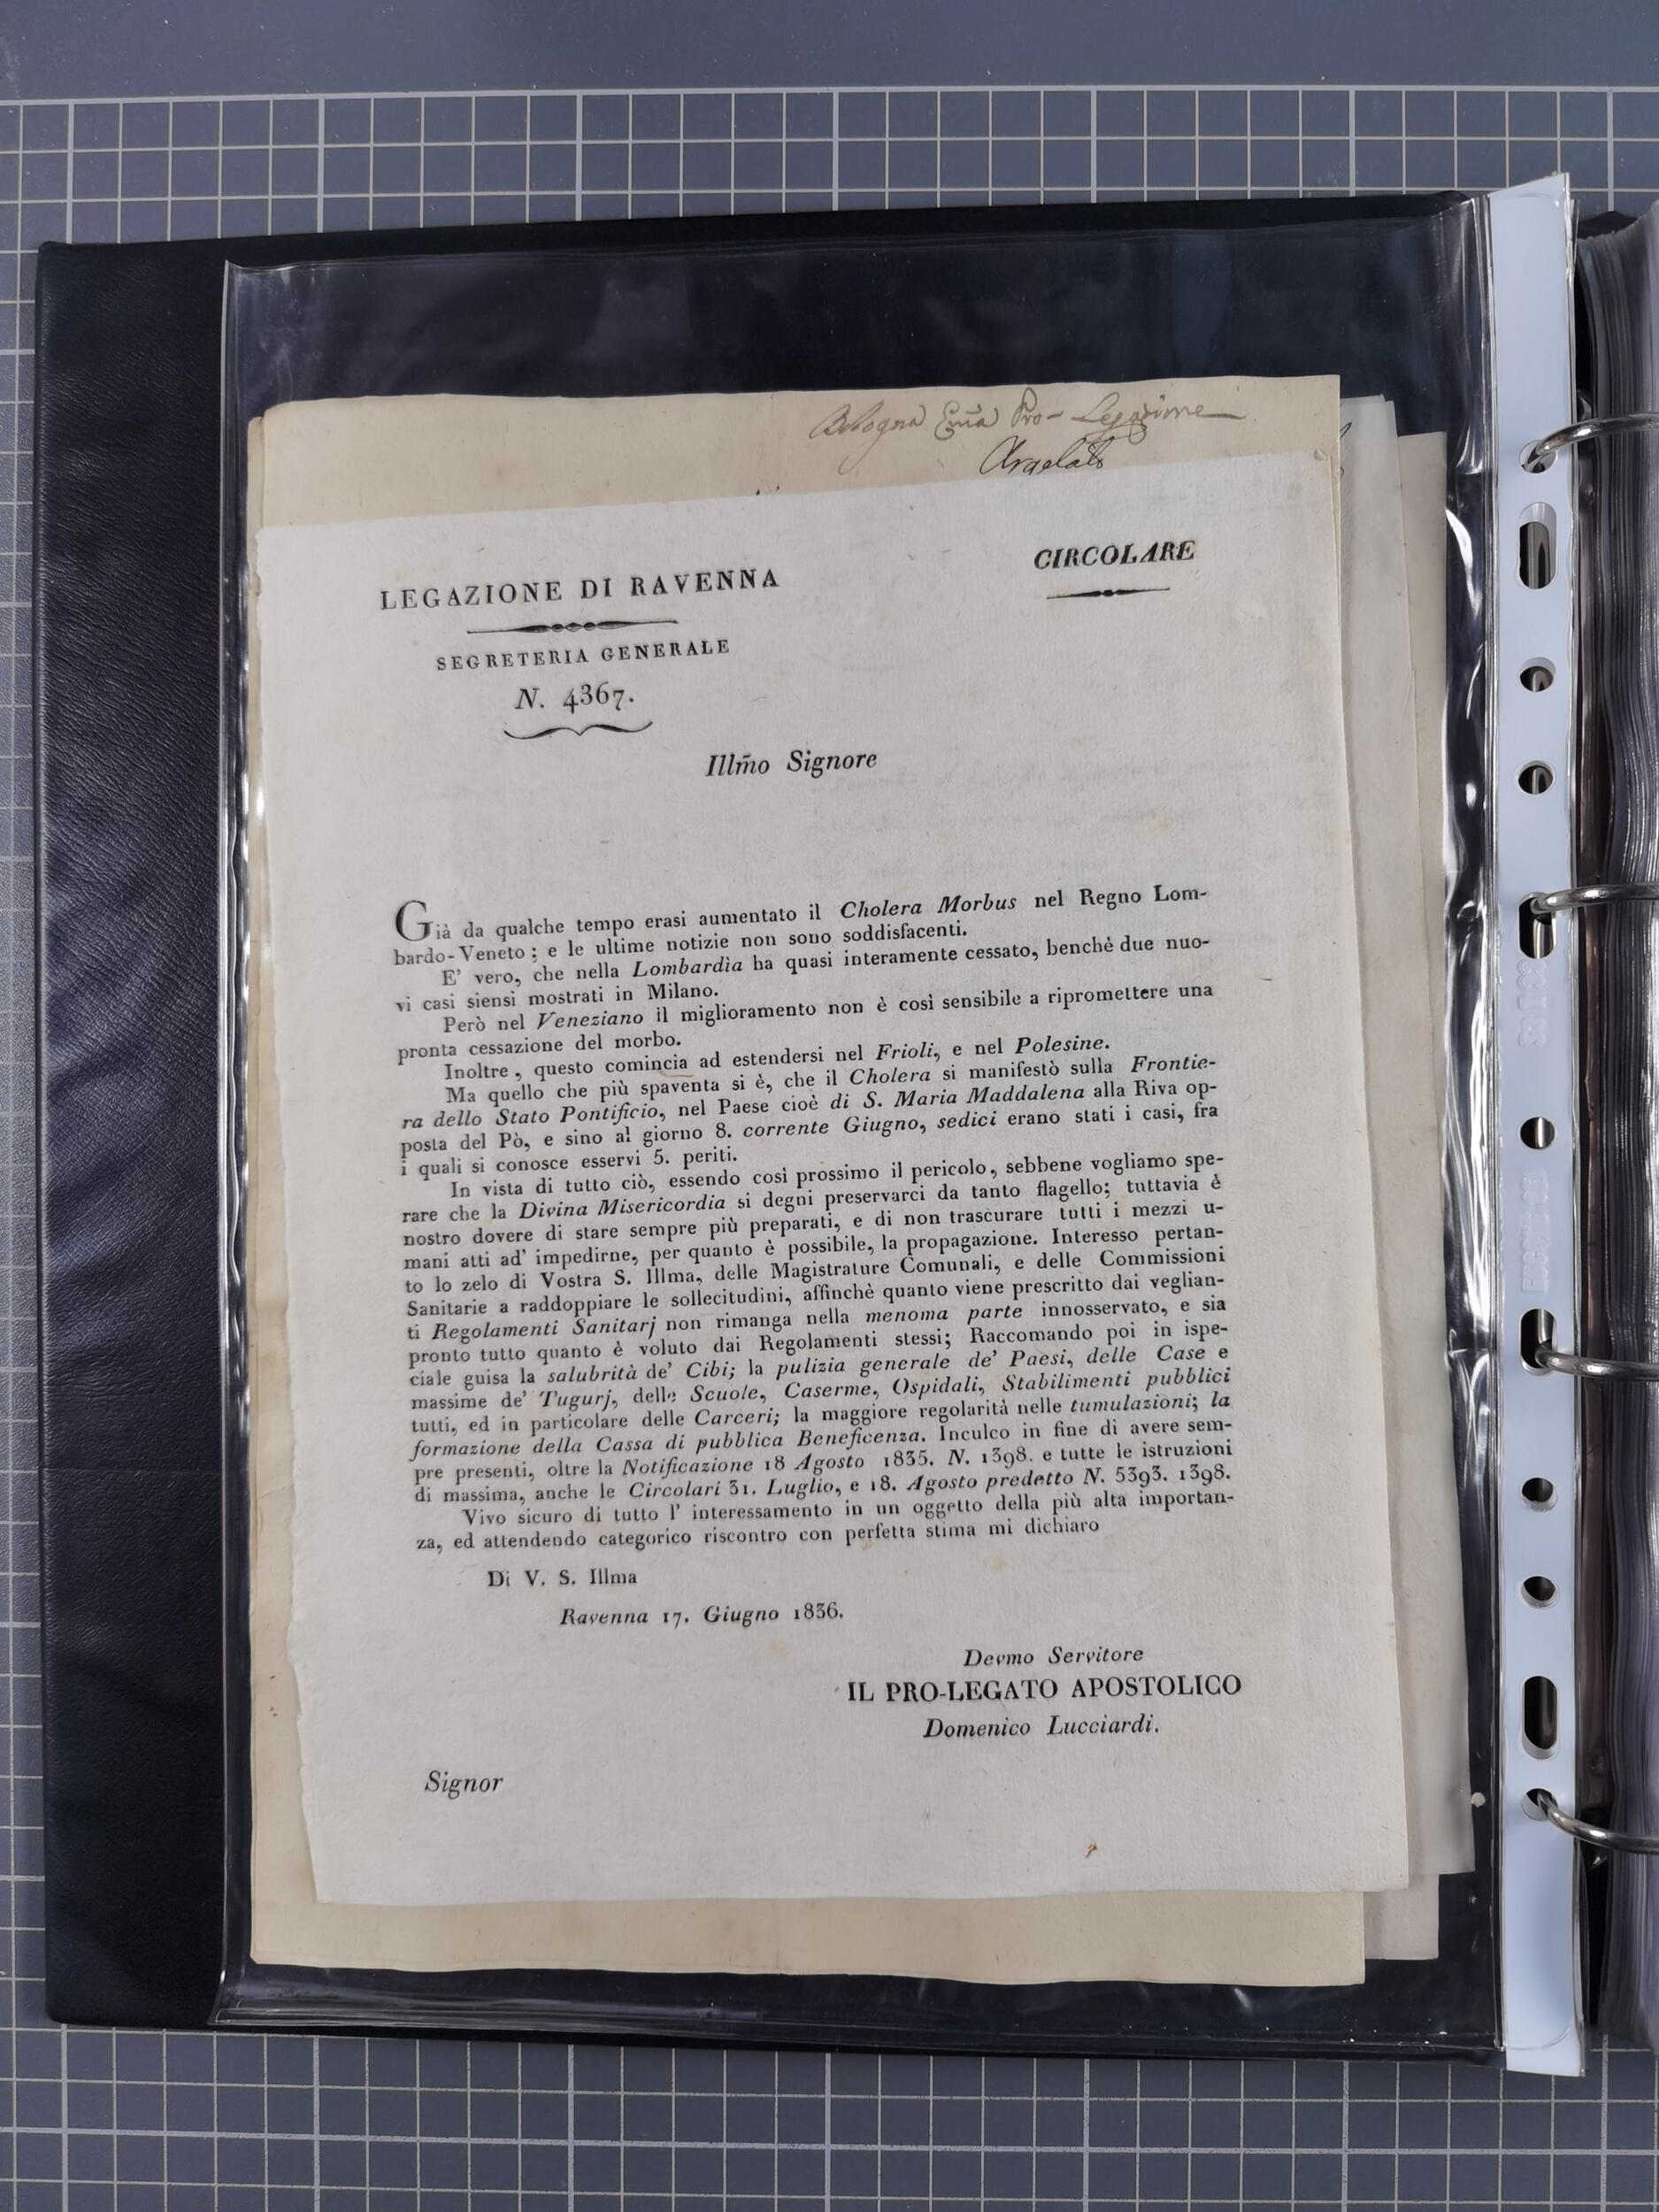 Bologna Pro-Legazione
Argelato
CIRCOLARE
LEGAZIONE DI RAVENNA
SEGRETERIA GENERALE
N. 4367.
Illm̃o Signore
Già da qualche tempo erasi aumentato il Cholera Morbus nel Regno Lom-
bardo-Veneto; e le ultime notizie non sono soddisfacenti.
E' vero, che nella Lombardìa ha quasi interamente cessato, benchè due nuo-
vi casi siensi mostrati in Milano.
Però nel Veneziano il miglioramento non è così sensibile a ripromettere una
pronta cessazione del morbo.
Inoltre, questo comincia ad estendersi nel Frioli, e nel Polesine.
Ma quello che più spaventa si è, che il Cholera si manifestò sulla Frontie-
ra dello Stato Pontificio, nel Paese cioè di S. Maria Maddalena alla Riva op-
posta del Pò, e sino al giorno 8. corrente Giugno, sedici erano stati i casi, fra
i quali si conosce esservi 5. periti.
In vista di tutto ciò, essendo così prossimo il pericolo, sebbene vogliamo spe-
rare che la Divina Misericordia si degni preservarci da tanto flagello; tuttavia è
nostro dovere di stare sempre più preparati, e di non trascurare tutti i mezzi u-
mani atti ad' impedirne, per quanto è possibile, la propagazione. Interesso pertan-
to lo zelo di Vostra S. Illma, delle Magistrature Comunali, e delle Commissioni
Sanitarie a raddoppiare le sollecitudini, affinchè quanto viene prescritto dai veglian-
ti Regolamenti Sanitarj non rimanga nella menoma parte innosservato, e sia
pronto tutto quanto è voluto dai Regolamenti stessi; Raccomando poi in ispe-
ciale guisa la salubrità de' Cibi; la pulizia generale de' Paesi, delle Case e
massime de' Tugurj, delle Scuole, Caserme, Ospidali, Stabilimenti pubblici
tutti, ed in particolare delle Carceri; la maggiore regolarità nelle tumulazioni; la
formazione della Cassa di pubblica Beneficenza. Inculco in fine di avere sem-
pre presenti, oltre la Notificazione 18 Agosto 1835. N. 1398. e tutte le istruzioni
di massima, anche le Circolari 31. Luglio, e 18. Agosto predetto N. 5393. 1398.
Vivo sicuro di tutto l' interessamento in un oggetto della più alta importan-
za, ed attendendo categorico riscontro con perfetta stima mi dichiaro
Di V. S. Illma
Ravenna 17. Giugno 1836.
Devmo Servitore
IL PRO-LEGATO APOSTOLICO
Domenico Lucciardi.
Signor